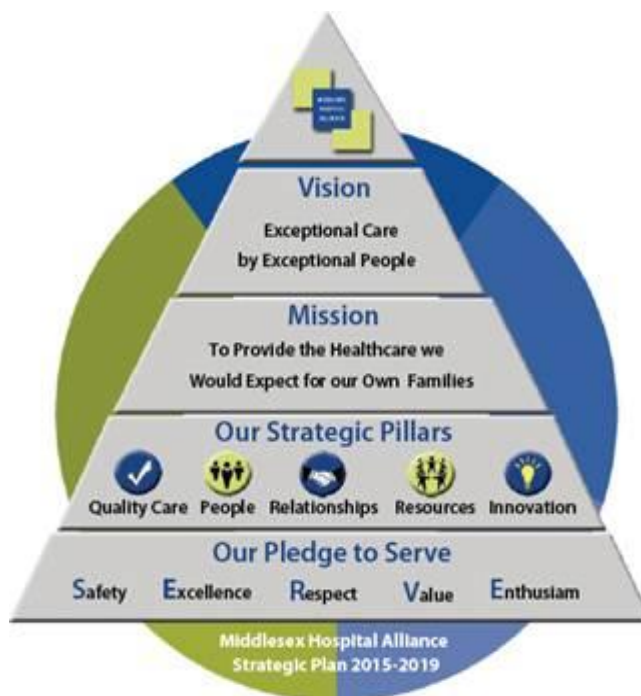 Vision
Exceptional Care
by Exceptional People
Mission
To Provide the Healthcare we
Would Expect for our Own Families
Our Strategic Pillars
Quality Care People Relationships Resources Innovation
Our Pledge to Serve
Safety Excellence Respect Value Enthusiam
Middlesex Hospital Alliance
Strategic Plan 2015-2019